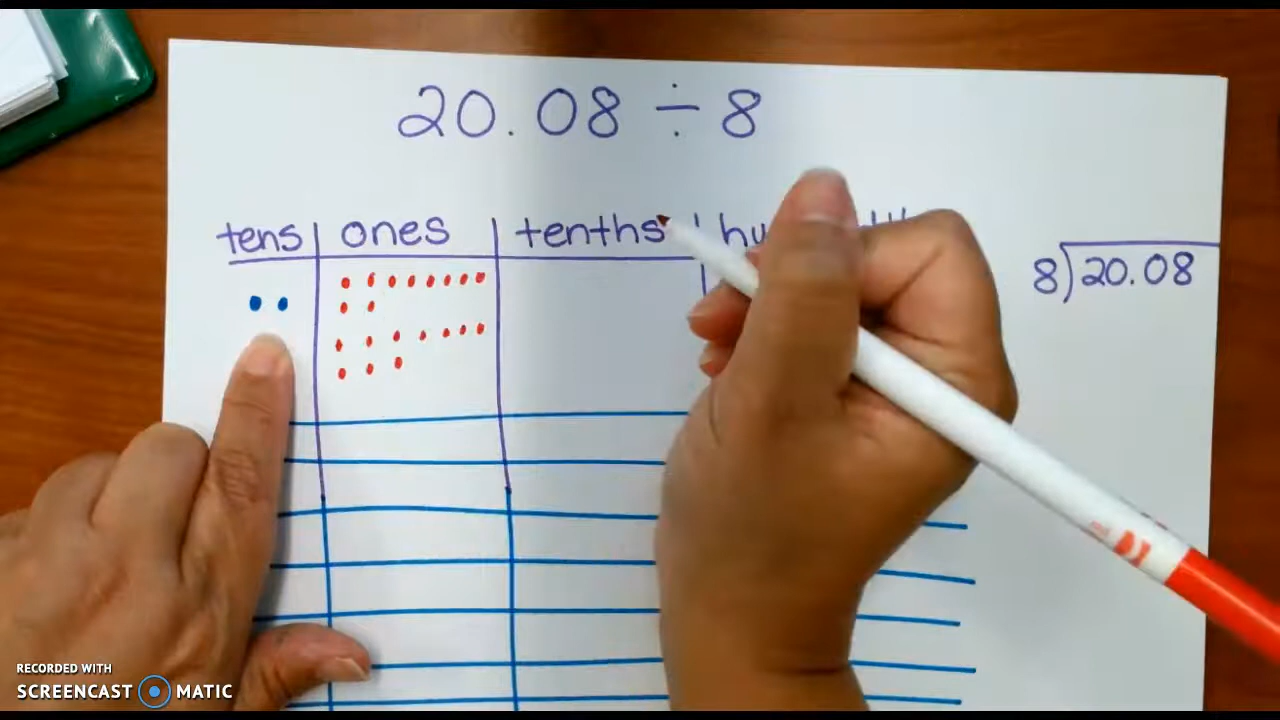 20.08 ÷ 8
tens ones tenths
8)20.08
RECORDED WITH
SCREENCAST MATIC